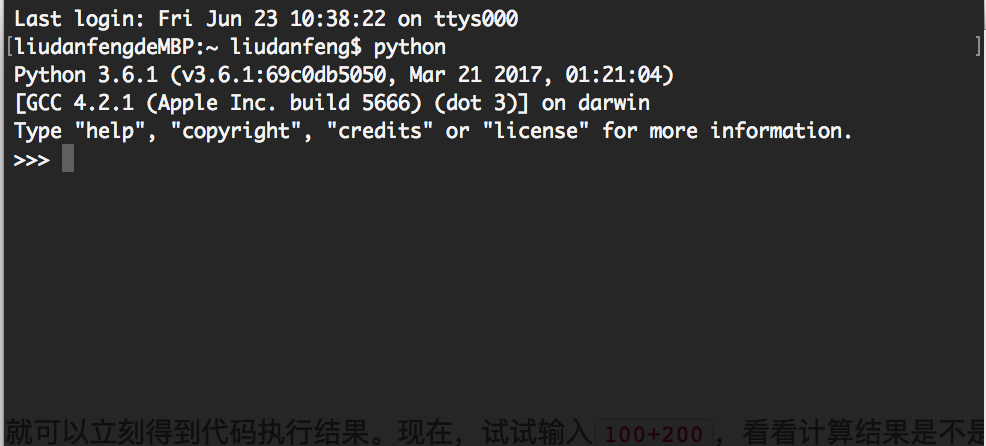 Last login: Fri Jun 23 10:38:22 on ttys000
[liudanfengdeMBP:~ liudanfeng$ python ]
Python 3.6.1 (v3.6.1:69c0db5050, Mar 21 2017, 01:21:04)
[GCC 4.2.1 (Apple Inc. build 5666) (dot 3)] on darwin
Type "help", "copyright", "credits" or "license" for more information.
>>>
就可以立刻得到代码执行结果。现在，试试输入 100+200 ，看看计算结果是不是